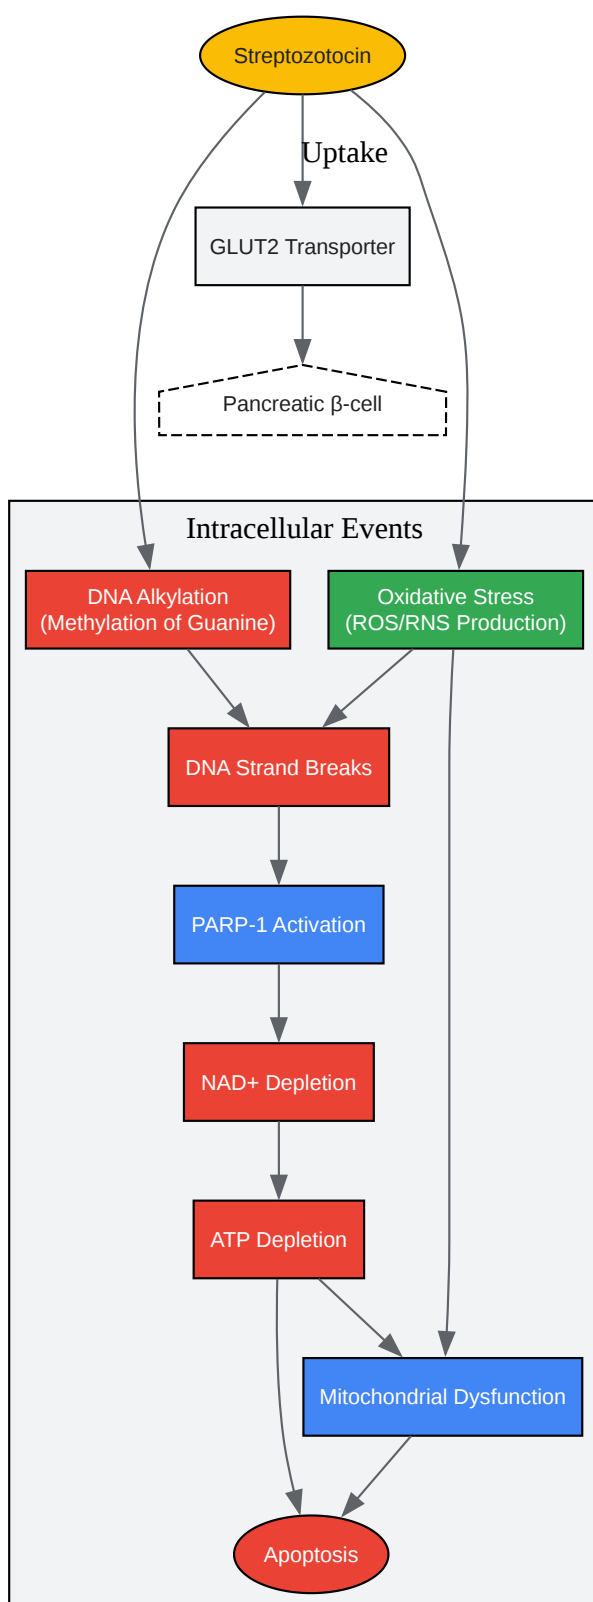 Streptozotocin
Uptake
GLUT2 Transporter
Pancreatic β-cell
Intracellular Events
DNA Alkylation
(Methylation of Guanine)
Oxidative Stress
(ROS/RNS Production)
DNA Strand Breaks
PARP-1 Activation
NAD+ Depletion
ATP Depletion
Mitochondrial Dysfunction
Apoptosis